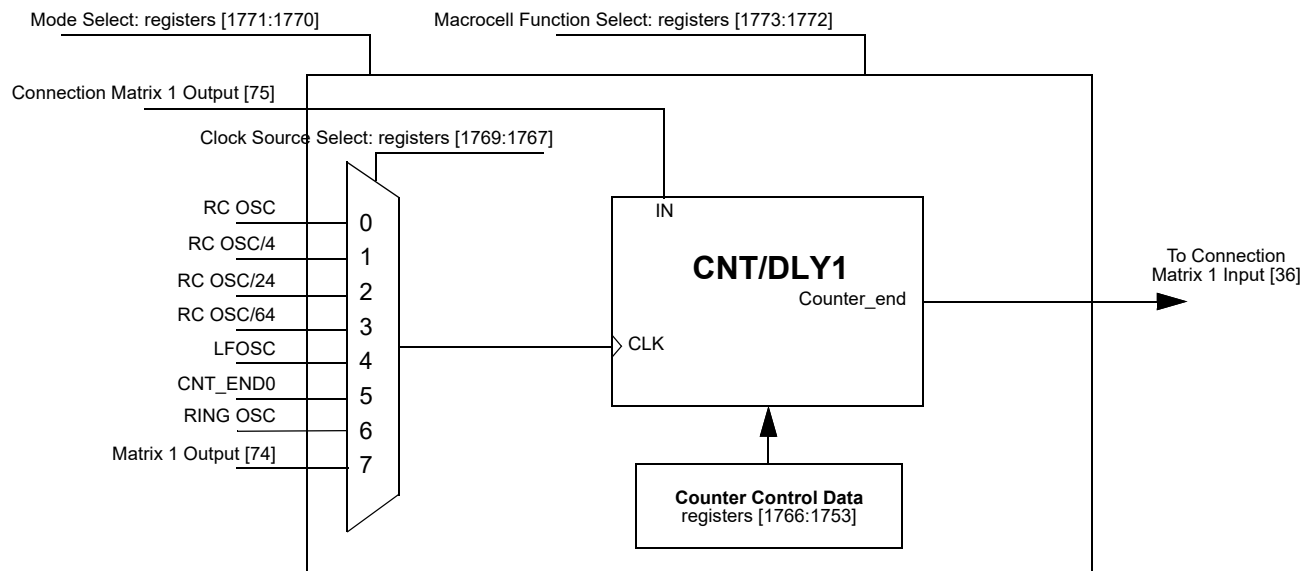 Mode Select: registers [1771:1770]
Macrocell Function Select: registers [1773:1772]
Connection Matrix 1 Output [75]
Clock Source Select: registers [1769:1767]
RC OSC
0
RC OSC/4
1
RC OSC/24
2
RC OSC/64
3
LFOSC
4
CNT_END0
5
RING OSC
6
Matrix 1 Output [74]
7
IN
CNT/DLY1
Counter_end
CLK
To Connection
Matrix 1 Input [36]
Counter Control Data
registers [1766:1753]